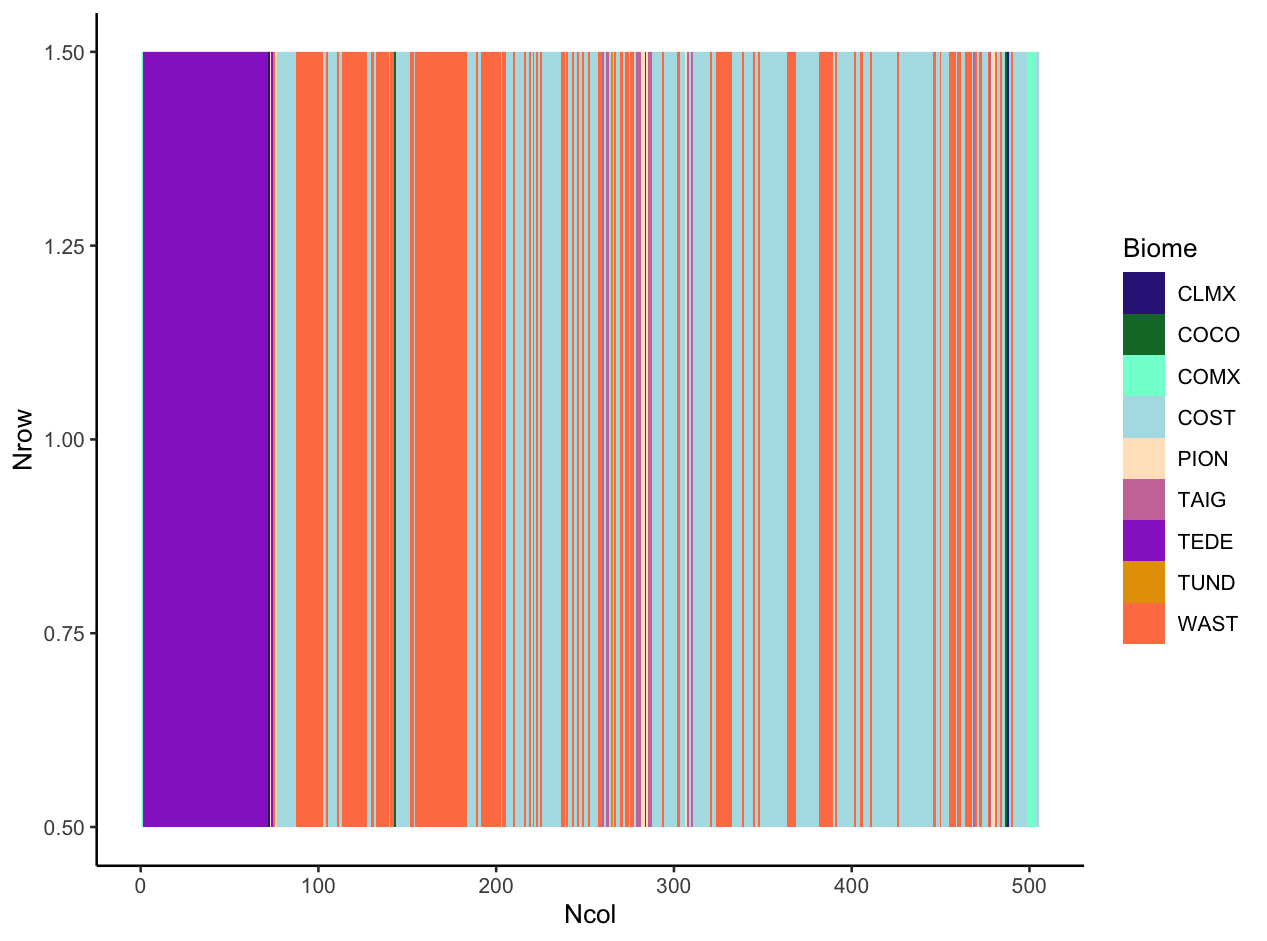 1.50
1.25
1.00
0.75
0.50
Nrow
0 100 200 300 400 500
Ncol
Biome
CLMX
COCO
COMX
COST
PION
TAIG
TEDE
TUND
WAST